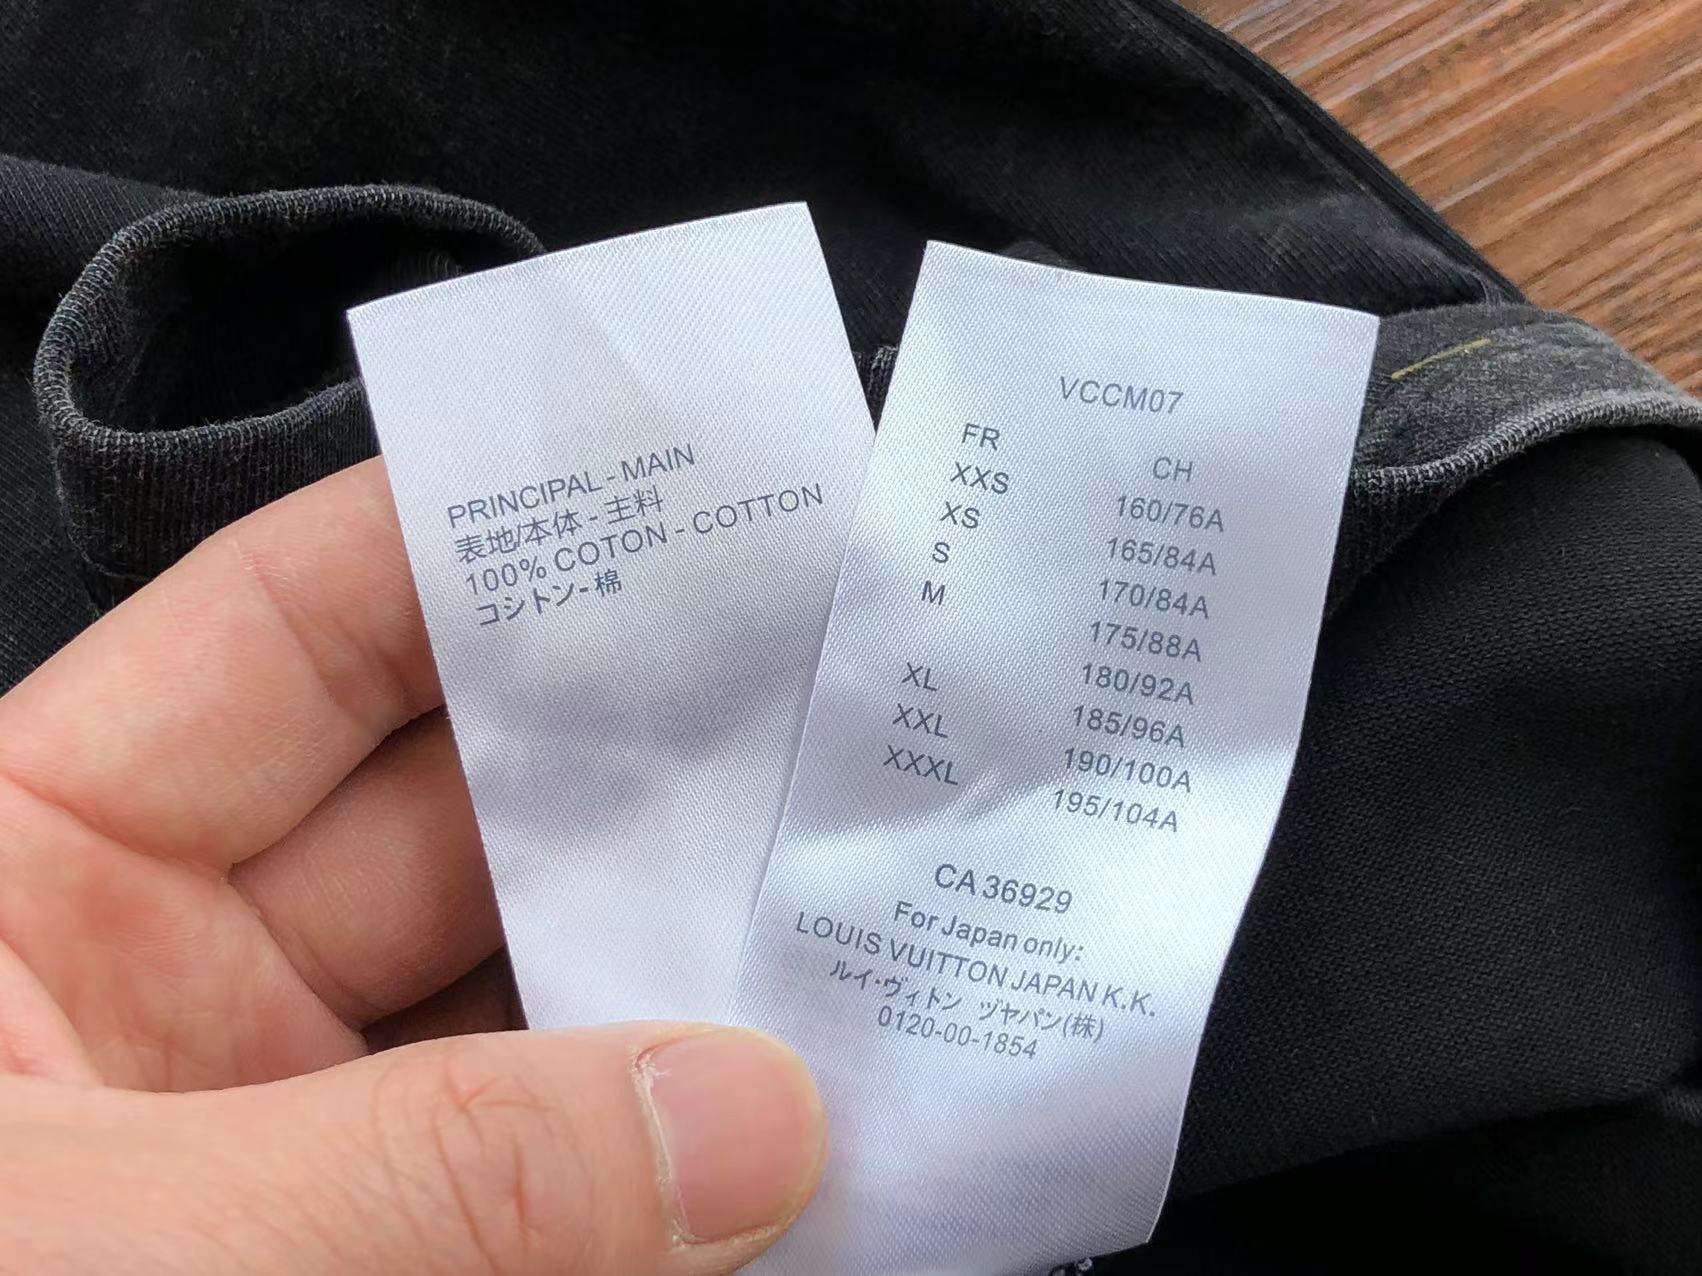 PRINCIPAL - MAIN
表地/本体 - 主料
100% COTON - COTTON
コシトン - 棉
VCCM07
FR CH
XXS 160/76A
XS 165/84A
S 170/84A
M 175/88A
180/92A
XL 185/96A
XXL 190/100A
XXXL 195/104A
CA 36929
For Japan only:
LOUIS VUITTON JAPAN K.K.
ルイ・ヴィトン ヅヤパン(株)
0120-00-1854